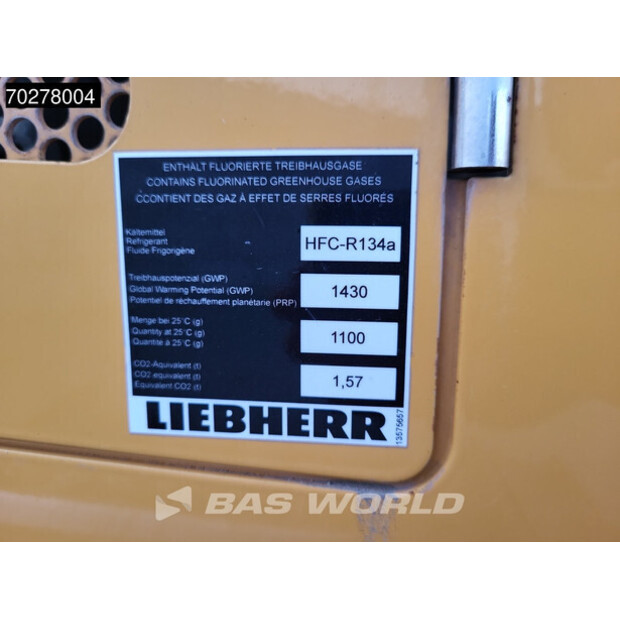 70278004
ENTHÄLT FLUORIERTE TREIBHAUSGASE
CONTAINS FLUORINATED GREENHOUSE GASES
CCONTIENT DES GAZ À EFFET DE SERRES FLUORÉS
Kältemittel
Refrigerant
Fluide Frigorigène
HFC-R134a
Treibhauspotenzial (GWP)
Global Warming Potential (GWP)
Potentiel de réchauffement planétaire (PRP)
1430
Menge bei 25°C (g)
Quantity at 25°C (g)
Quantité à 25°C (g)
1100
CO2-Äquivalent (t)
CO2-equivalent (t)
Équivalent CO2 (t)
1,57
LIEBHERR
13575657
BAS WORLD